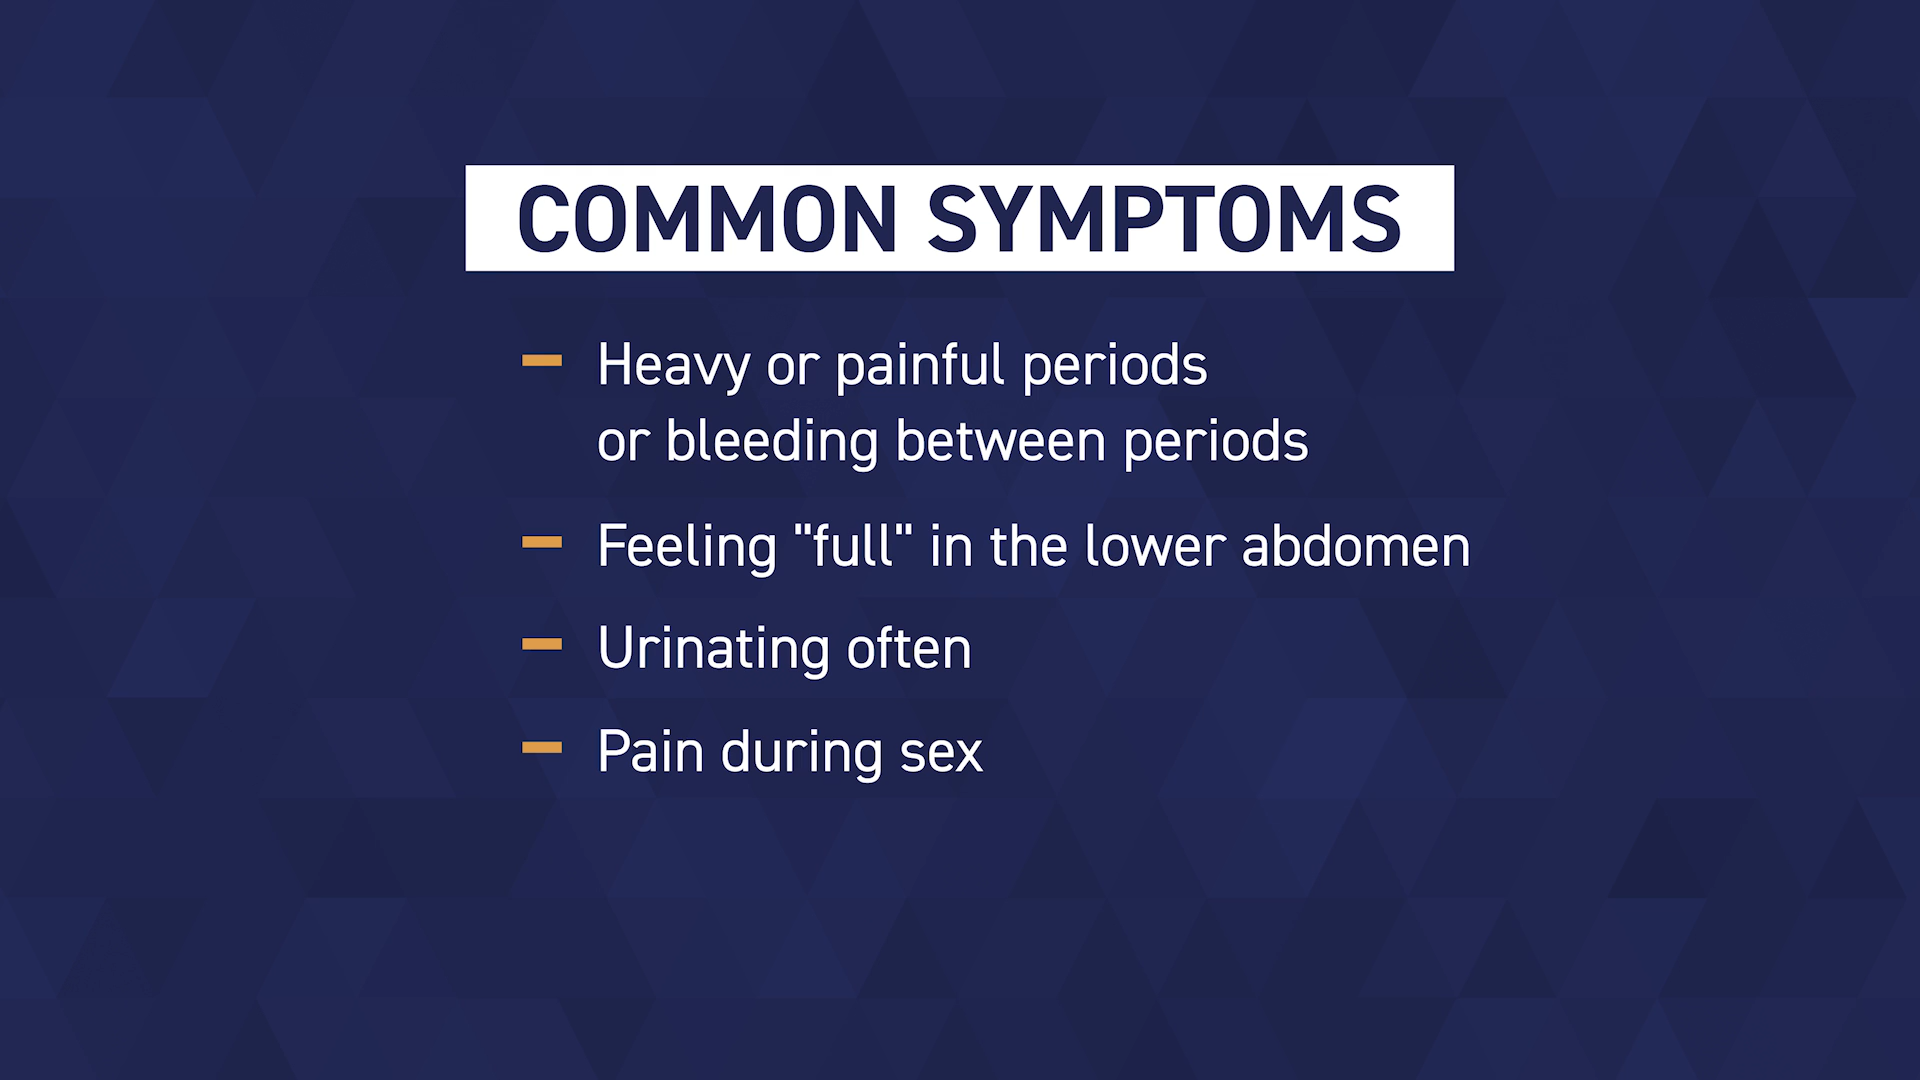 COMMON SYMPTOMS
Heavy or painful periods
or bleeding between periods
Feeling "full" in the lower abdomen
Urinating often
Pain during sex